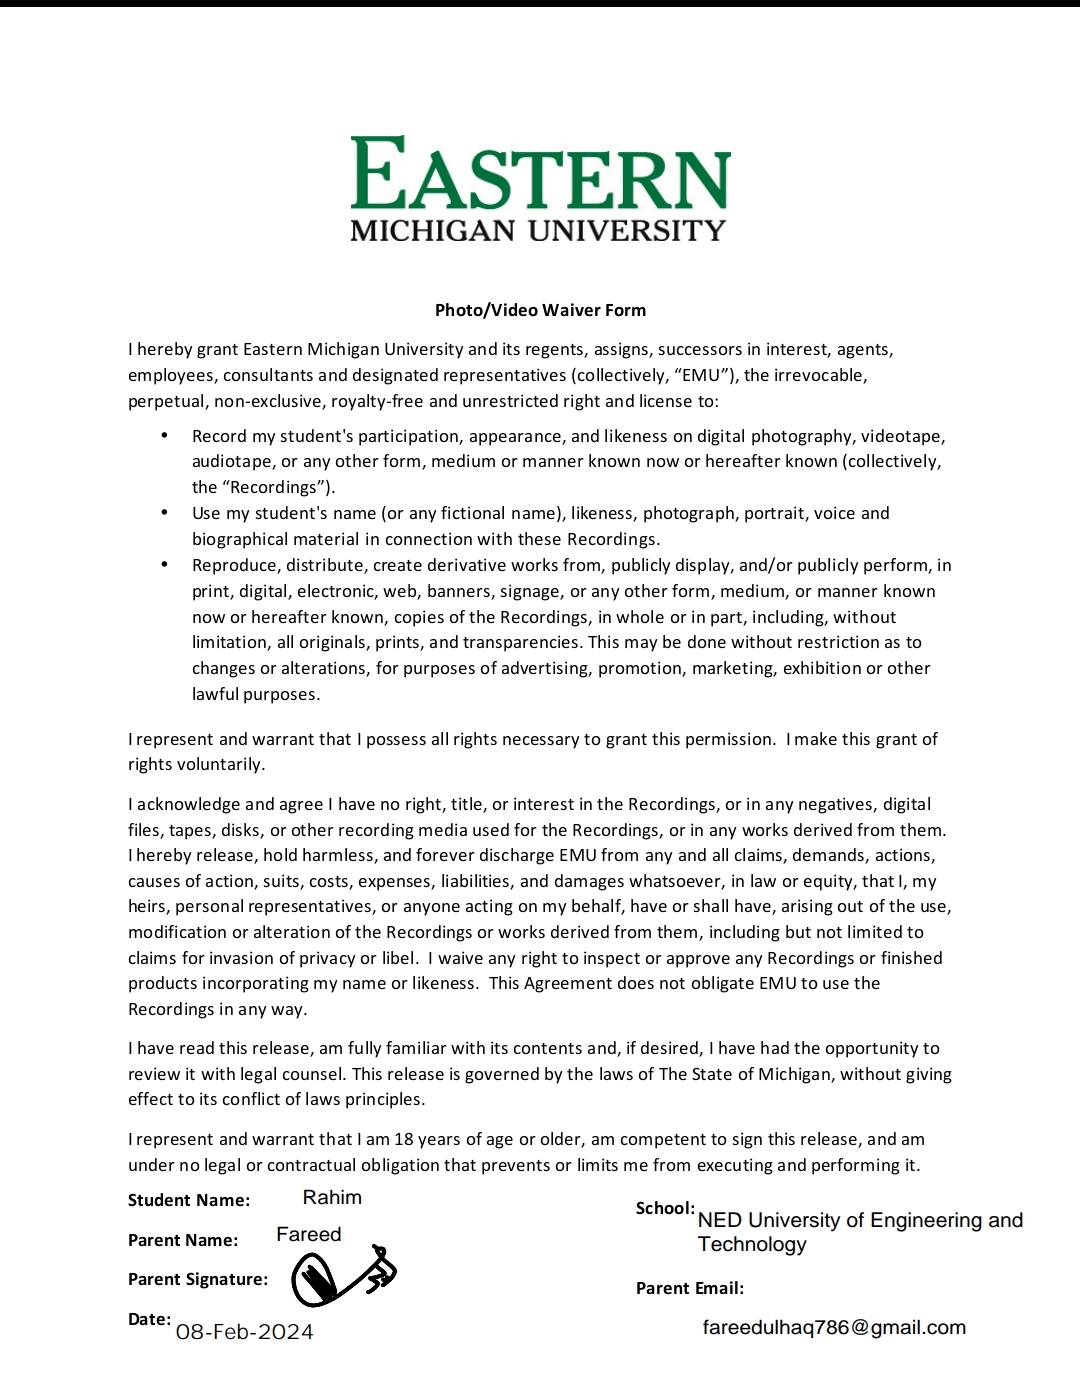 EASTERN
MICHIGAN UNIVERSITY
Photo/Video Waiver Form
I hereby grant Eastern Michigan University and its regents, assigns, successors in interest, agents,
employees, consultants and designated representatives (collectively, “EMU”), the irrevocable,
perpetual, non-exclusive, royalty-free and unrestricted right and license to:
• Record my student's participation, appearance, and likeness on digital photography, videotape,
audiotape, or any other form, medium or manner known now or hereafter known (collectively,
the “Recordings”).
• Use my student's name (or any fictional name), likeness, photograph, portrait, voice and
biographical material in connection with these Recordings.
• Reproduce, distribute, create derivative works from, publicly display, and/or publicly perform, in
print, digital, electronic, web, banners, signage, or any other form, medium, or manner known
now or hereafter known, copies of the Recordings, in whole or in part, including, without
limitation, all originals, prints, and transparencies. This may be done without restriction as to
changes or alterations, for purposes of advertising, promotion, marketing, exhibition or other
lawful purposes.
I represent and warrant that I possess all rights necessary to grant this permission.  I make this grant of
rights voluntarily.
I acknowledge and agree I have no right, title, or interest in the Recordings, or in any negatives, digital
files, tapes, disks, or other recording media used for the Recordings, or in any works derived from them.
I hereby release, hold harmless, and forever discharge EMU from any and all claims, demands, actions,
causes of action, suits, costs, expenses, liabilities, and damages whatsoever, in law or equity, that I, my
heirs, personal representatives, or anyone acting on my behalf, have or shall have, arising out of the use,
modification or alteration of the Recordings or works derived from them, including but not limited to
claims for invasion of privacy or libel.  I waive any right to inspect or approve any Recordings or finished
products incorporating my name or likeness.  This Agreement does not obligate EMU to use the
Recordings in any way.
I have read this release, am fully familiar with its contents and, if desired, I have had the opportunity to
review it with legal counsel. This release is governed by the laws of The State of Michigan, without giving
effect to its conflict of laws principles.
I represent and warrant that I am 18 years of age or older, am competent to sign this release, and am
under no legal or contractual obligation that prevents or limits me from executing and performing it.
Student Name: Rahim
School: NED University of Engineering and
Technology
Parent Name: Fareed
Parent Signature:
Parent Email:
fareedulhaq786@gmail.com
Date: 08-Feb-2024